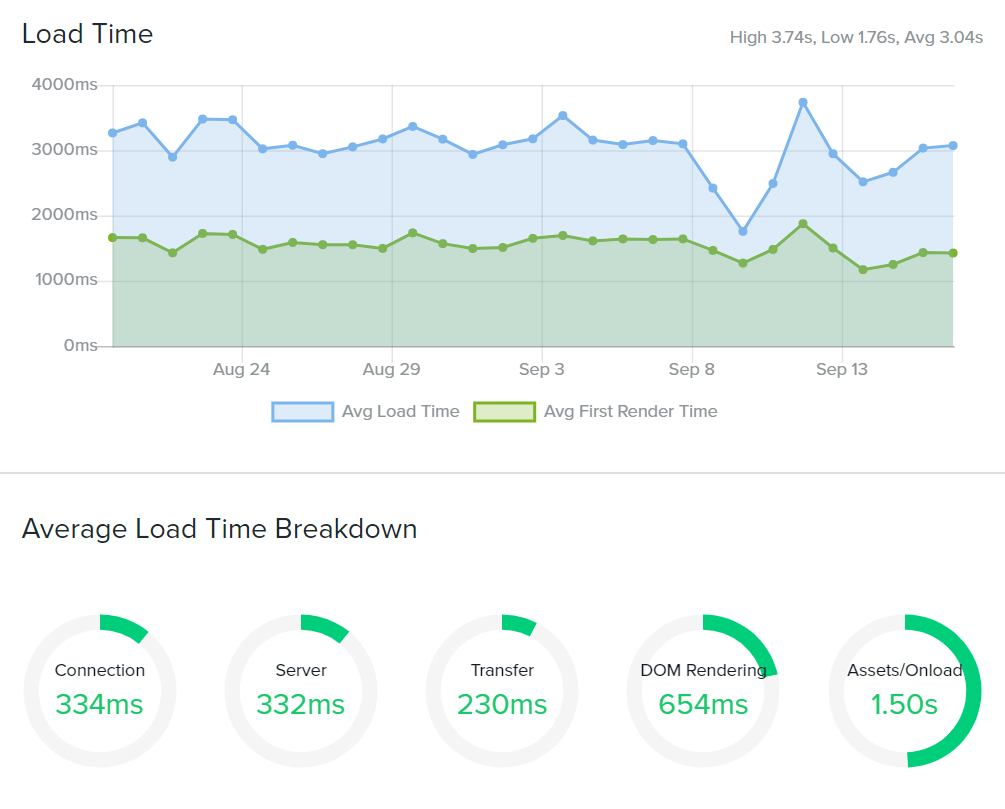 Load Time
High 3.74s, Low 1.76s, Avg 3.04s
4000ms
3000ms
2000ms
1000ms
0ms
Aug 24 Aug 29 Sep 3 Sep 8 Sep 13
Avg Load Time Avg First Render Time
Average Load Time Breakdown
Connection
334ms
Server
332ms
Transfer
230ms
DOM Rendering
654ms
Assets/Onload
1.50s